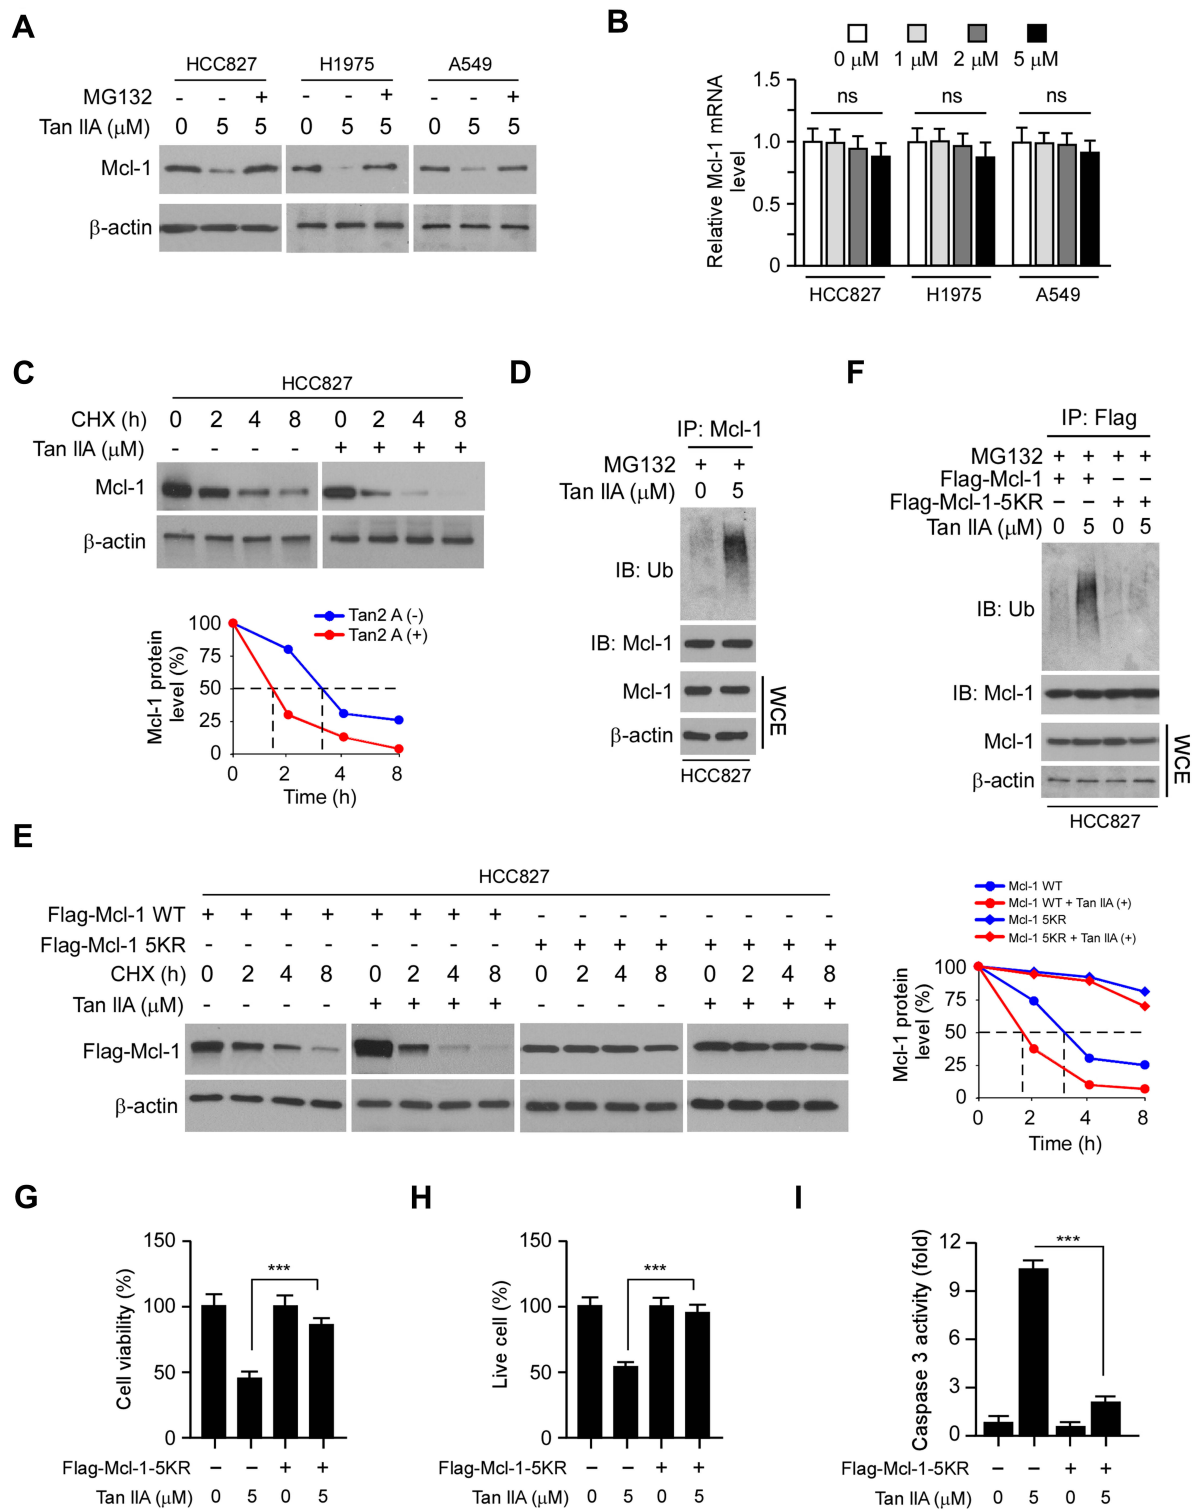 A
HCC827 H1975 A549
MG132 - - + - - + - - +
Tan IIA (μM) 0 5 5 0 5 5 0 5 5
Mcl-1
β-actin
B
0 μM 1 μM 2 μM 5 μM
Relative Mcl-1 mRNA
level
1.5
1.0
0.5
0
ns ns ns
HCC827 H1975 A549
C
HCC827
CHX (h) 0 2 4 8 0 2 4 8
Tan IIA (μM) - - - - + + + +
Mcl-1
β-actin
Tan2 A (-)
Tan2 A (+)
Mcl-1 protein
level (%)
100
75
50
25
0
0 2 4 8
Time (h)
D
IP: Mcl-1
MG132 + +
Tan IIA (μM) 0 5
IB: Ub
IB: Mcl-1
Mcl-1
β-actin
WCE
HCC827
F
IP: Flag
MG132 + + + +
Flag-Mcl-1 + + - -
Flag-Mcl-1-5KR - - + +
Tan IIA (μM) 0 5 0 5
IB: Ub
IB: Mcl-1
Mcl-1
β-actin
WCE
HCC827
E
HCC827
Flag-Mcl-1 WT + + + + + + + + - - - - - - - -
Flag-Mcl-1 5KR - - - - - - - - + + + + + + + +
CHX (h) 0 2 4 8 0 2 4 8 0 2 4 8 0 2 4 8
Tan IIA (μM) - - - - + + + + - - - - + + + +
Flag-Mcl-1
β-actin
Mcl-1 WT
Mcl-1 WT + Tan IIA (+)
Mcl-1 5KR
Mcl-1 5KR + Tan IIA (+)
Mcl-1 protein
level (%)
100
75
50
25
0
0 2 4 8
Time (h)
G
Cell viability (%)
150
100
50
0
***
Flag-Mcl-1-5KR - - + +
Tan IIA (μM) 0 5 0 5
H
Live cell (%)
150
100
50
0
***
Flag-Mcl-1-5KR - - + +
Tan IIA (μM) 0 5 0 5
I
Caspase 3 activity (fold)
12
9
6
3
0
***
Flag-Mcl-1-5KR - - + +
Tan IIA (μM) 0 5 0 5